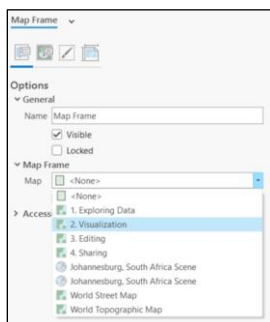 Map Frame
Options
General
Name Map Frame
Visible
Locked
Map Frame
Map <None>
<None>
Access
1. Exploring Data
2. Visualization
3. Editing
4. Sharing
Johannesburg, South Africa Scene
Johannesburg, South Africa Scene
World Street Map
World Topographic Map